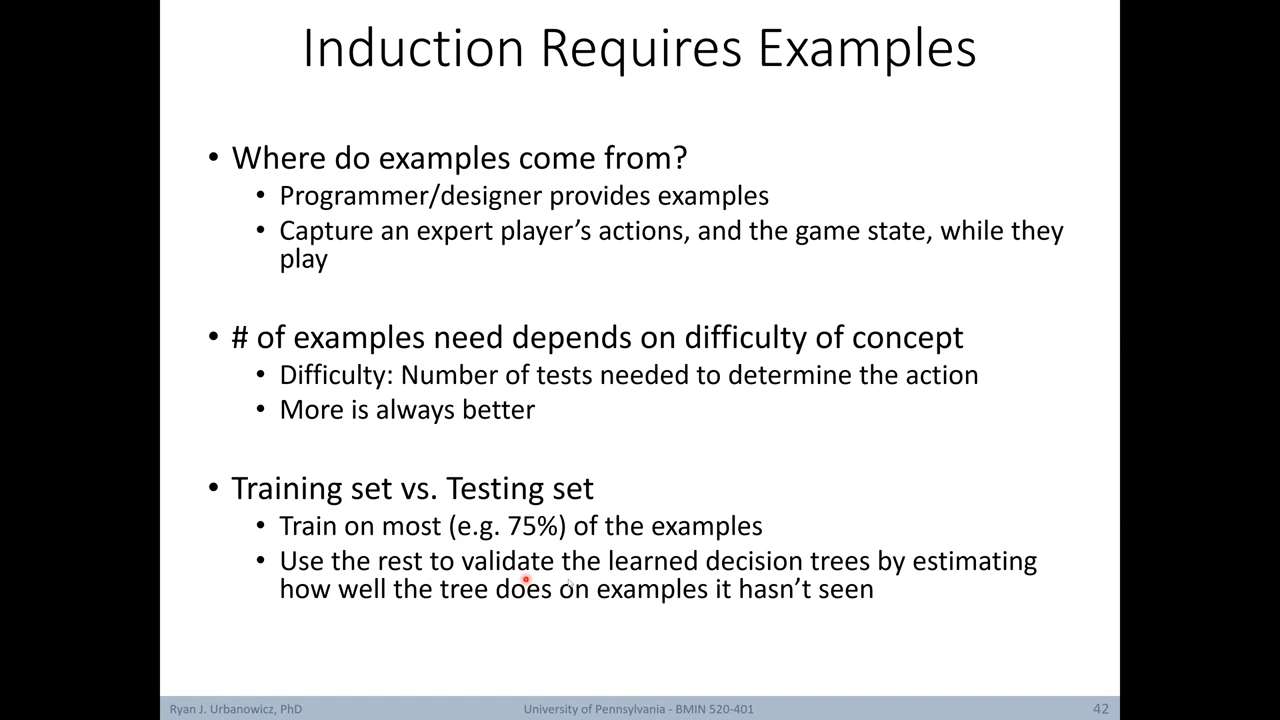 Induction Requires Examples
• Where do examples come from?
• Programmer/designer provides examples
• Capture an expert player’s actions, and the game state, while they
play
• # of examples need depends on difficulty of concept
• Difficulty: Number of tests needed to determine the action
• More is always better
• Training set vs. Testing set
• Train on most (e.g. 75%) of the examples
• Use the rest to validate the learned decision trees by estimating
how well the tree does on examples it hasn’t seen
Ryan J. Urbanowicz, PhD
University of Pennsylvania - BMIN 520-401
42